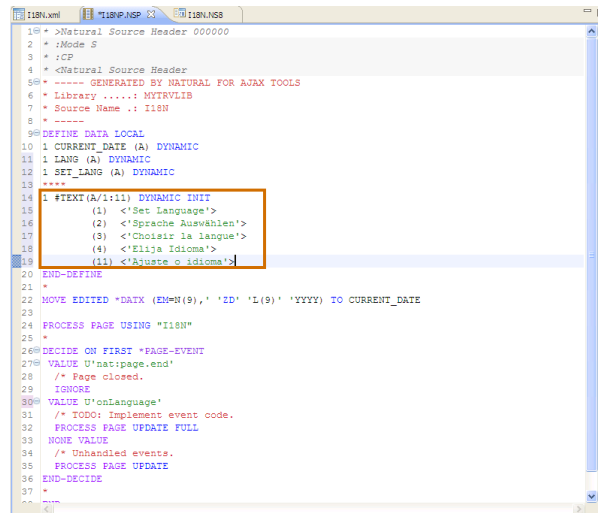 I18N.xml *I18NP.NSP I18N.NS8
1 * >Natural Source Header 000000
2 * :Mode S
3 * :CP
4 * <Natural Source Header
5 * ----- GENERATED BY NATURAL FOR AJAX TOOLS
6 * Library .....: MYTRVLIB
7 * Source Name .: I18N
8 * -----
9 DEFINE DATA LOCAL
10 1 CURRENT_DATE (A) DYNAMIC
11 1 LANG (A) DYNAMIC
12 1 SET_LANG (A) DYNAMIC
13 ****
14 1 #TEXT(A/1:11) DYNAMIC INIT
15 (1) <'Set Language'>
16 (2) <'Sprache Auswählen'>
17 (3) <'Choisir la langue'>
18 (4) <'Elija Idioma'>
19 (11) <'Ajuste o idioma'>
20 END-DEFINE
21 *
22 MOVE EDITED *DATX (EM=N(9),' 'ZD' 'L(9)' 'YYYY) TO CURRENT_DATE
23
24 PROCESS PAGE USING "I18N"
25 *
26 DECIDE ON FIRST *PAGE-EVENT
27 VALUE U'nat:page.end'
28 /* Page closed.
29 IGNORE
30 VALUE U'onLanguage'
31 /* TODO: Implement event code.
32 PROCESS PAGE UPDATE FULL
33 NONE VALUE
34 /* Unhandled events.
35 PROCESS PAGE UPDATE
36 END-DECIDE
37 *